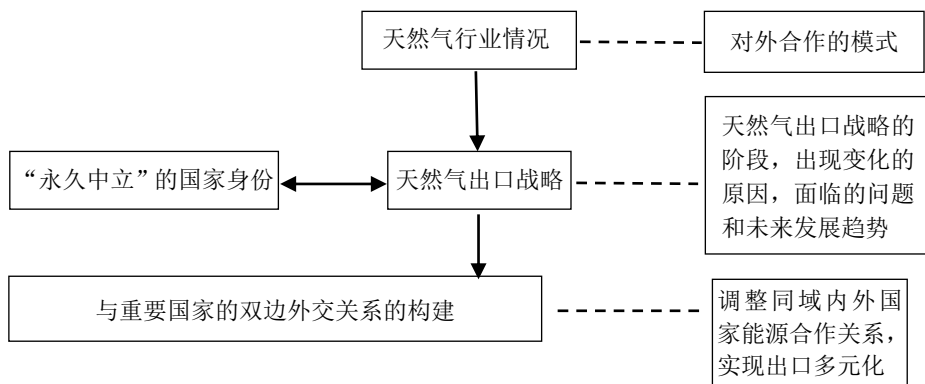 天然气行业情况
对外合作的模式
“永久中立”的国家身份
天然气出口战略
天然气出口战略的
阶段，出现变化的
原因，面临的问题
和未来发展趋势
与重要国家的双边外交关系的构建
调整同域内外国
家能源合作关系，
实现出口多元化